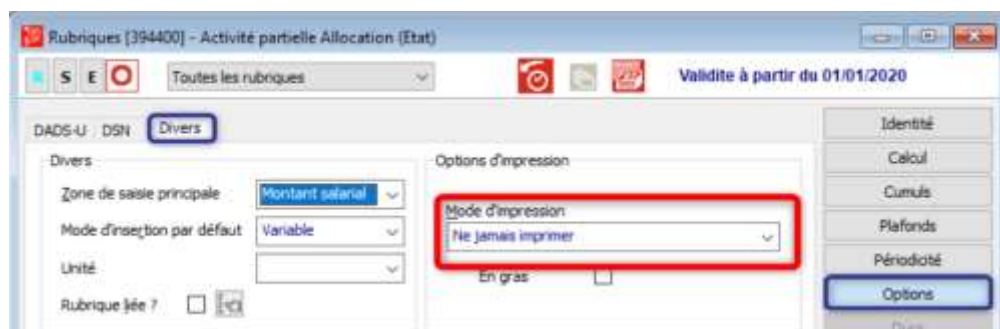 Rubriques [394400] - Activité partielle Allocation (Etat)
S E O Toutes les rubriques Validite à partir du 01/01/2020
DADS-U DSN Divers Identité
Divers Options d'impression Calcul
Zone de saisie principale Montant salarial Cumuls
Mode d'impression
Mode d'insertion par défaut Variable Ne jamais imprimer Plafonds
Unité Périodicité
En gras
Rubrique liée ? Options